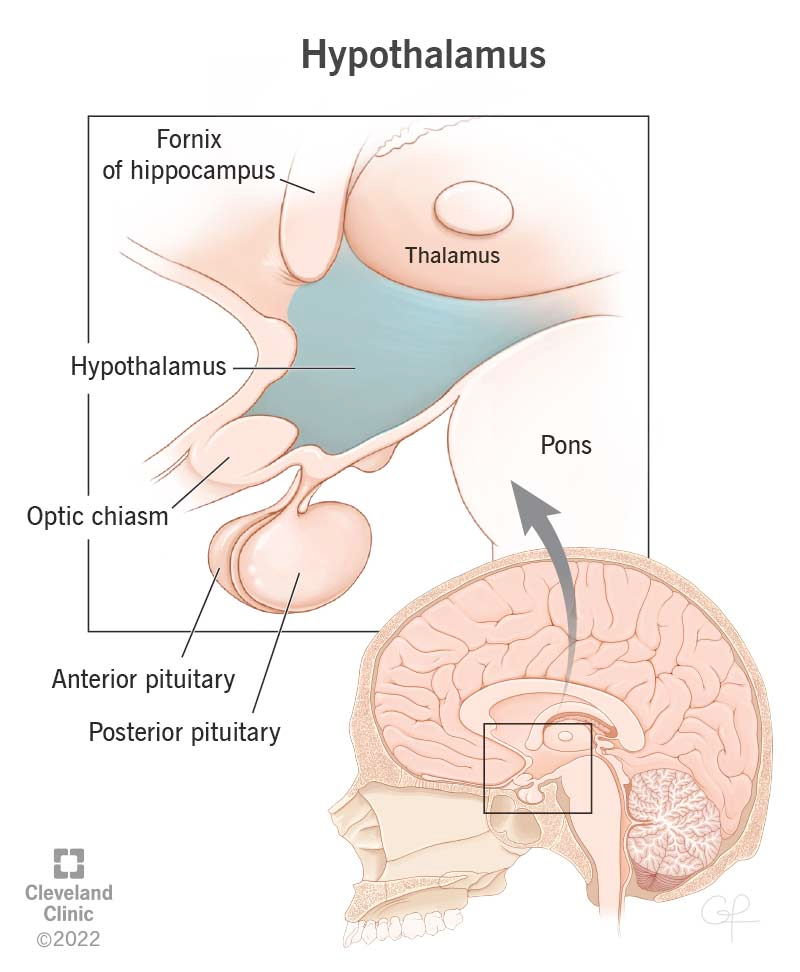 Hypothalamus
Fornix
of hippocampus
Thalamus
Hypothalamus
Pons
Optic chiasm
Anterior pituitary
Posterior pituitary
Cleveland
Clinic
©2022